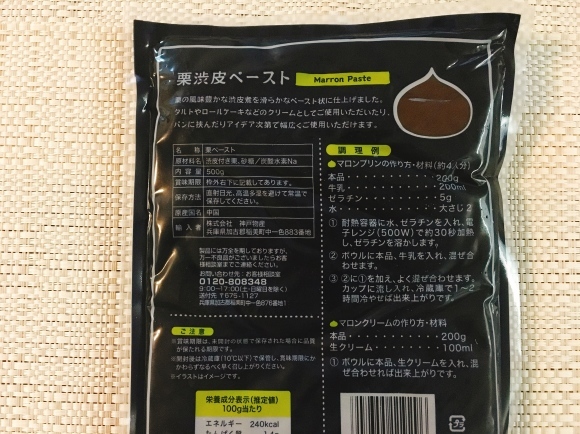 栗渋皮ペースト
Marron Paste
栗の風味豊かな渋皮煮を滑らかなペースト状に仕上げました。
タルトやロールケーキなどのクリームとしてご使用いただいたり、
パンに挟んだりアイデア次第で幅広くご使用いただけます。
名称 栗ペースト
原材料名 渋皮付き栗、砂糖/炭酸水素Na
内容量 500g
賞味期限 枠外右下に記載してあります。
保存方法 直射日光、高温多湿を避けて常温で
保存してください。
原産国名 中国
輸入者 株式会社 神戸物産
兵庫県加古郡稲美町中一色883番地
製品には万全を期しておりますが、
万一不良品がございましたらお客
様相談室までご連絡ください。
お問い合わせ先:お客様相談室
0120-808348
9:00~17:00(土・日曜などを除く)
送付先 〒675-1127
兵庫県加古郡稲美町中一色876番地1
ご注意
※賞味期限は、未開封の状態で保存された場合に品質
が保たれる期限です。
※開封後は冷蔵庫(10℃以下)で保管し、賞味期限にか
かわらずなるべく早く召し上がりください。
※イラストはイメージです。
栄養成分表示(推定値)
100g当たり
エネルギー 240kcal
たんぱく質 1.4g
調理例
マロンプリンの作り方・材料(約4人分)
本品 200g
牛乳 200ml
ゼラチン 5g
水 大さじ2
① 耐熱容器に水、ゼラチンを入れ、電
子レンジ(500W)で約30秒加熱
し、ゼラチンを溶かします。
② ボウルに本品、牛乳を入れ、混ぜ合
わせます。
③ ②に①を加え、よく混ぜ合わせます。
カップに流し入れ、冷蔵庫で1~2
時間冷やせば出来上がりです。
マロンクリームの作り方・材料
本品 200g
生クリーム 100ml
① ボウルに本品、生クリームを入れ、混
ぜ合わせれば出来上がりです。